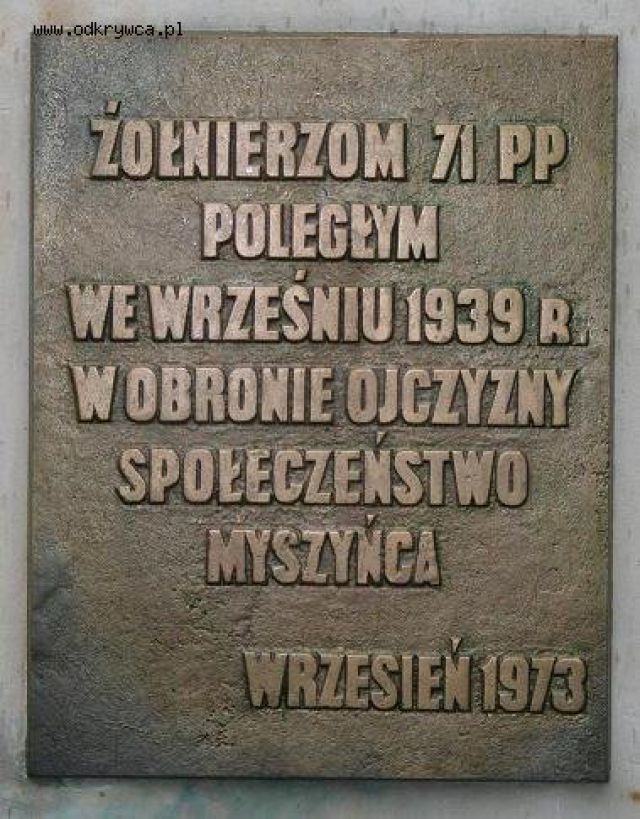 www.odkrywca.pl
ŻOŁNIERZOM 71 PP
POLEGŁYM
WE WRZEŚNIU 1939 R.
W OBRONIE OJCZYZNY
SPOŁECZEŃSTWO
MYSZYŃCA
WRZESIEŃ 1973